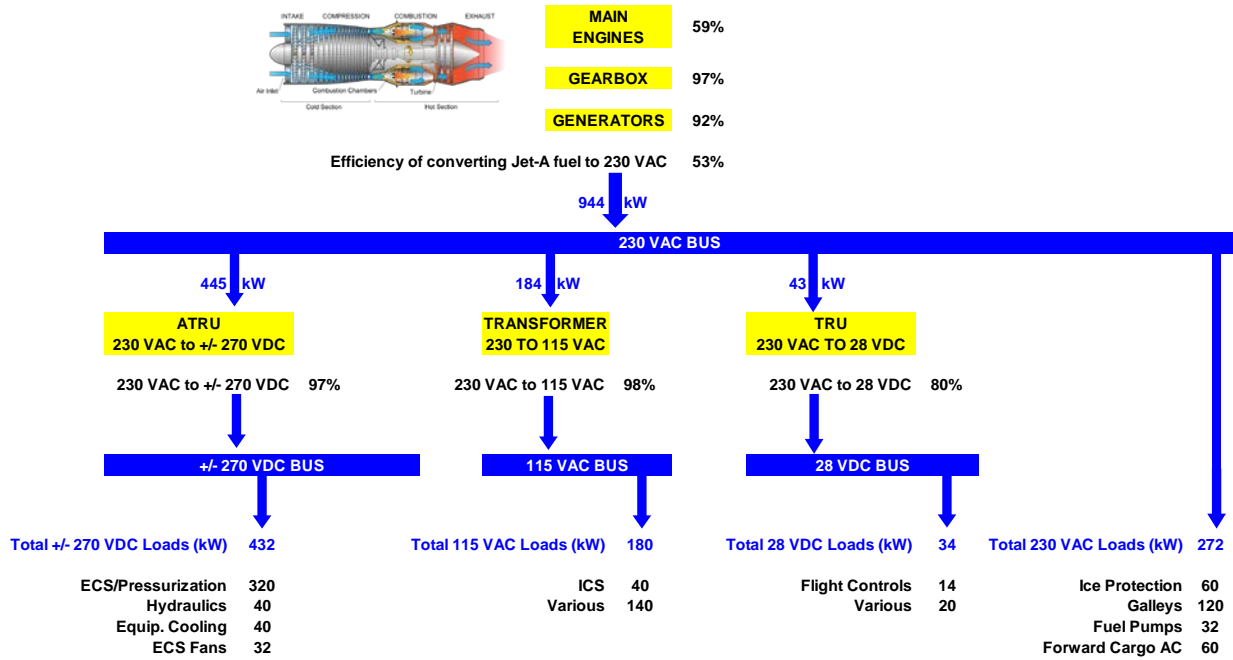 INTAKE COMPRESSION COMBUSTION EXHAUST
Air Inlet Combustion Chambers Turbine
Cold Section Hot Section
MAIN
ENGINES 59%
GEARBOX 97%
GENERATORS 92%
Efficiency of converting Jet-A fuel to 230 VAC 53%
944 kW
230 VAC BUS
445 kW 184 kW 43 kW
ATRU
230 VAC to +/- 270 VDC
TRANSFORMER
230 TO 115 VAC
TRU
230 VAC TO 28 VDC
230 VAC to +/- 270 VDC 97%
230 VAC to 115 VAC 98%
230 VAC to 28 VDC 80%
+/- 270 VDC BUS
115 VAC BUS
28 VDC BUS
Total +/- 270 VDC Loads (kW) 432
ECS/Pressurization 320
Hydraulics 40
Equip. Cooling 40
ECS Fans 32
Total 115 VAC Loads (kW) 180
ICS 40
Various 140
Total 28 VDC Loads (kW) 34
Flight Controls 14
Various 20
Total 230 VAC Loads (kW) 272
Ice Protection 60
Galleys 120
Fuel Pumps 32
Forward Cargo AC 60